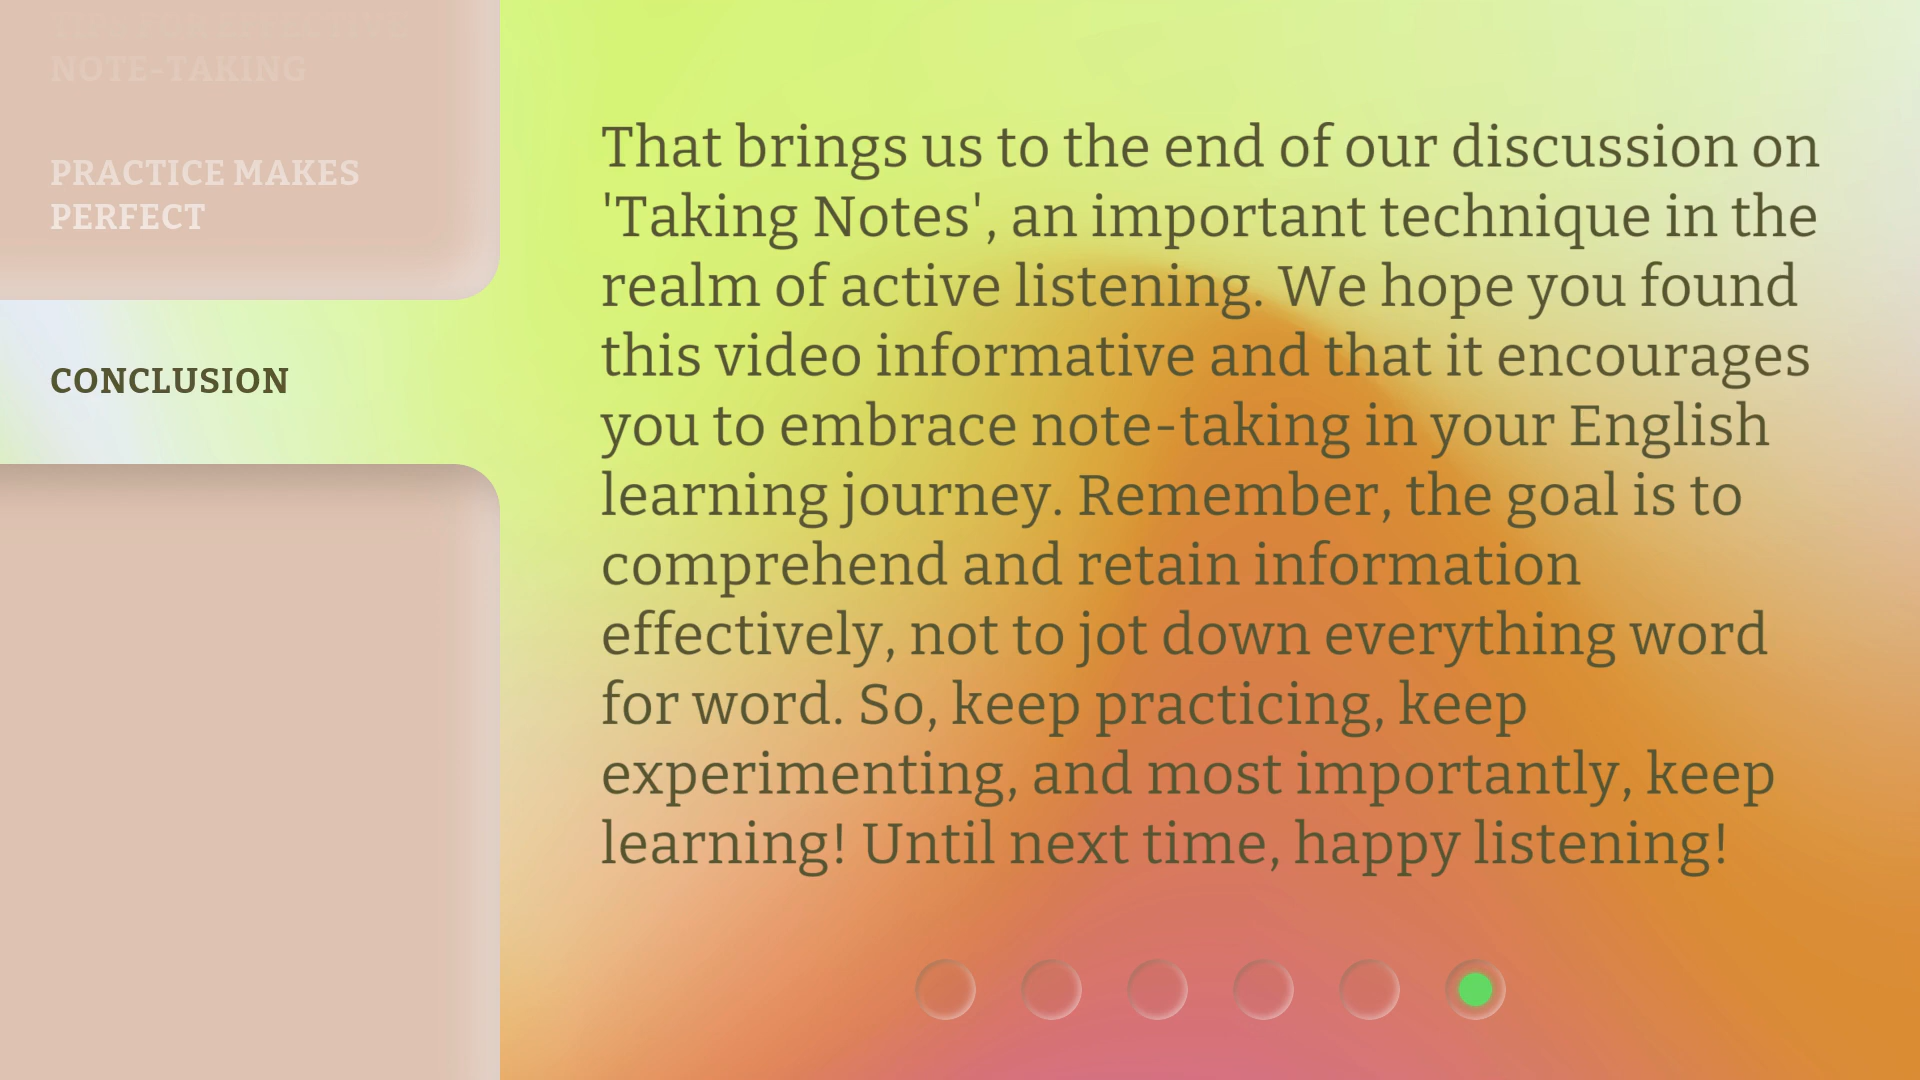 TIPS FOR EFFECTIVE
NOTE-TAKING
PRACTICE MAKES
PERFECT
CONCLUSION
That brings us to the end of our discussion on
'Taking Notes', an important technique in the
realm of active listening. We hope you found
this video informative and that it encourages
you to embrace note-taking in your English
learning journey. Remember, the goal is to
comprehend and retain information
effectively, not to jot down everything word
for word. So, keep practicing, keep
experimenting, and most importantly, keep
learning! Until next time, happy listening!